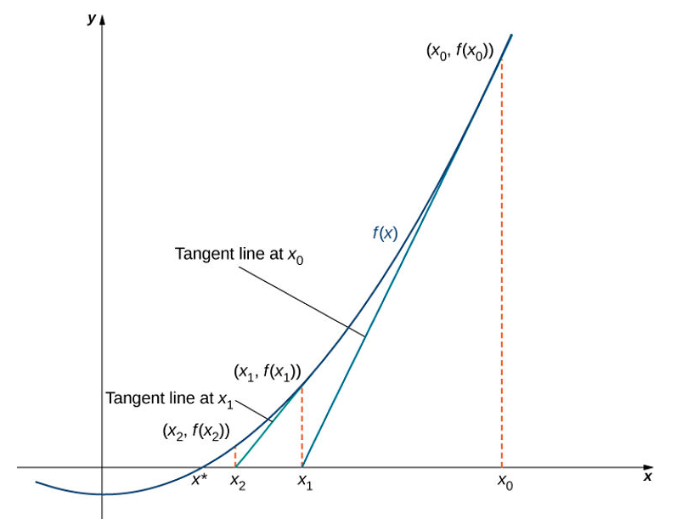 y
(x₀, f(x₀))
f(x)
Tangent line at x₀
(x₁, f(x₁))
Tangent line at x₁
(x₂, f(x₂))
x* x₂ x₁ x₀ x